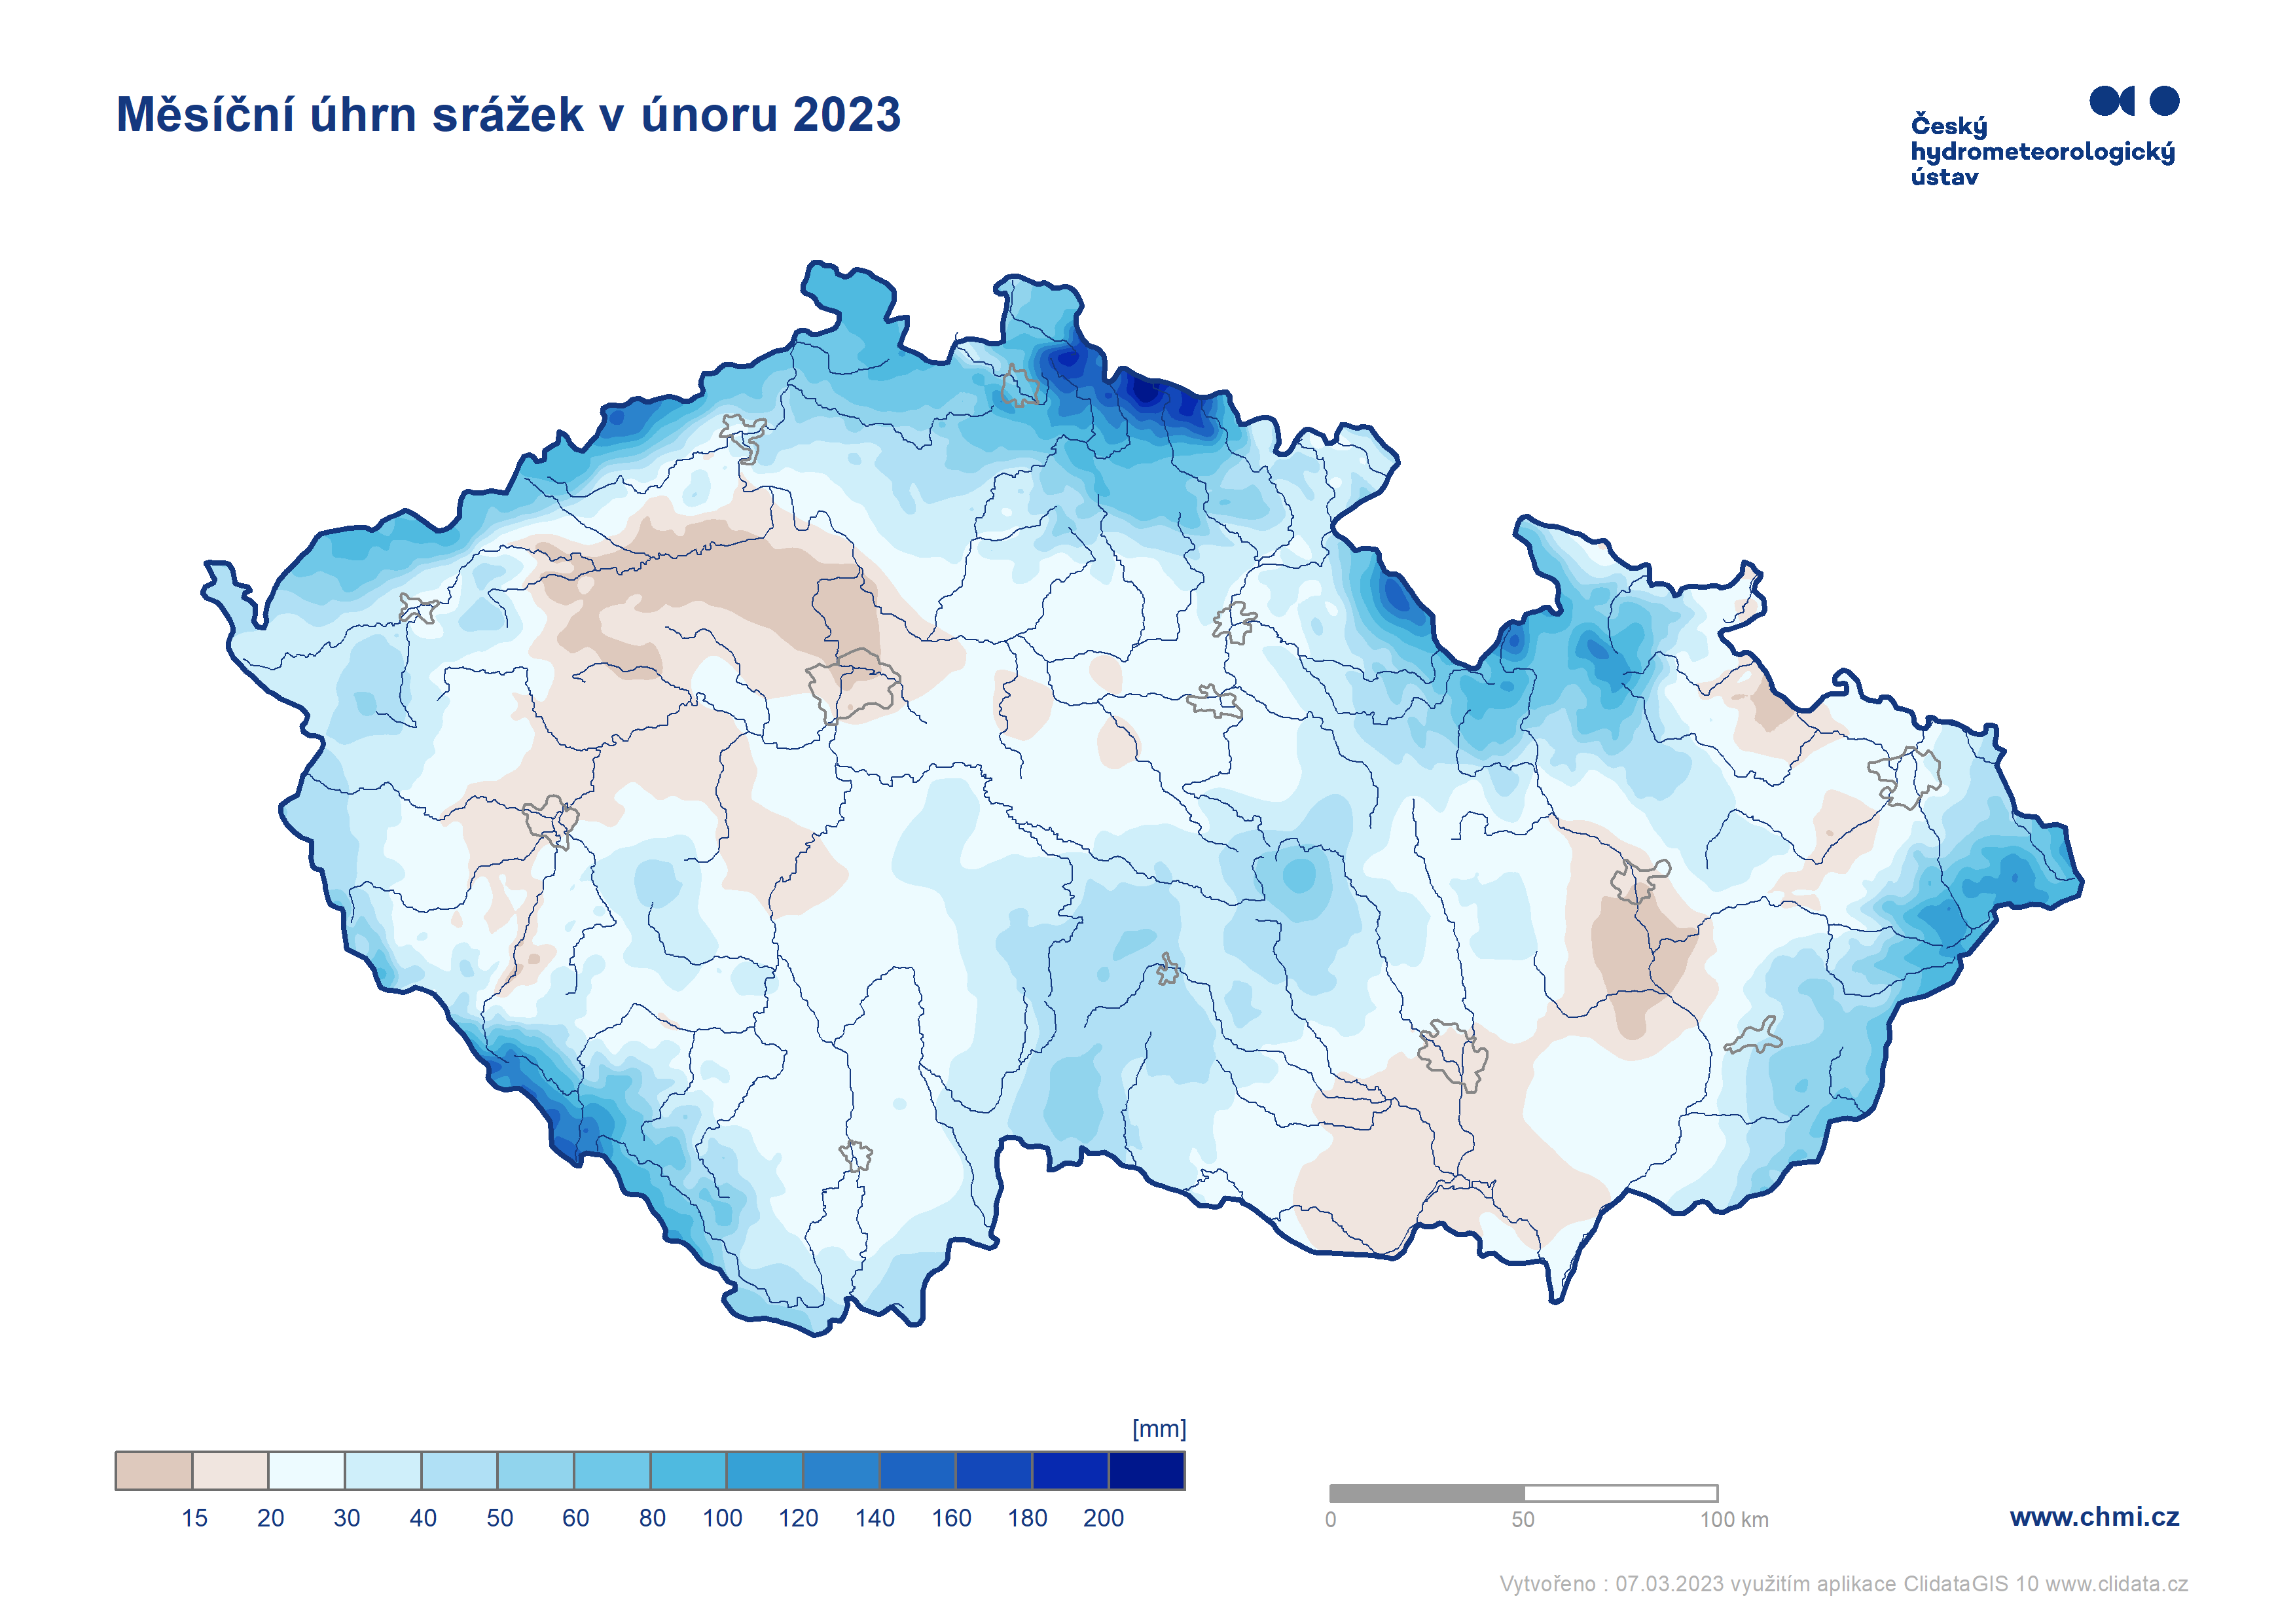 Měsíční úhrn srážek v únoru 2023
Český
hydrometeorologický
ústav
[mm]
15 20 30 40 50 60 80 100 120 140 160 180 200
0 50 100 km
www.chmi.cz
Vytvořeno : 07.03.2023 využitím aplikace ClidataGIS 10 www.clidata.cz